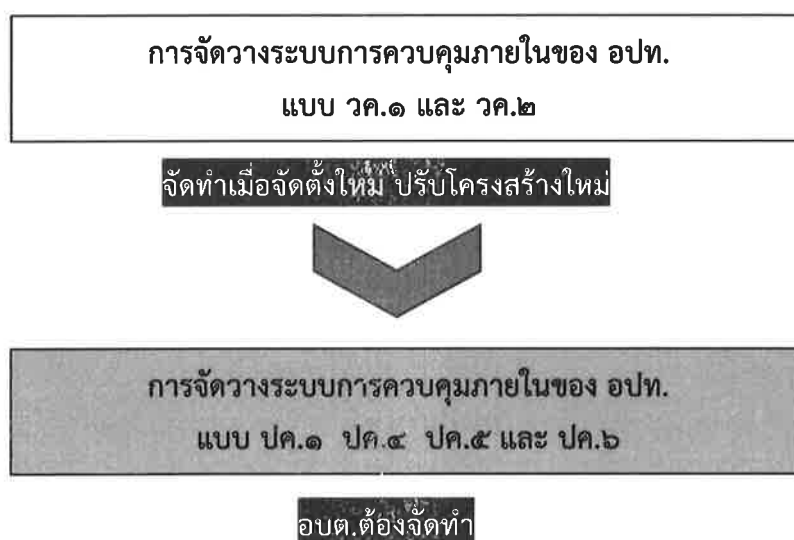 การจัดวางระบบการควบคุมภายในของ อปท.
แบบ วค.๑ และ วค.๒
จัดทำเมื่อจัดตั้งใหม่ ปรับโครงสร้างใหม่
การจัดวางระบบการควบคุมภายในของ อปท.
แบบ ปค.๑ ปค.๔ ปค.๕ และ ปค.๖
อบต.ต้องจัดทำ